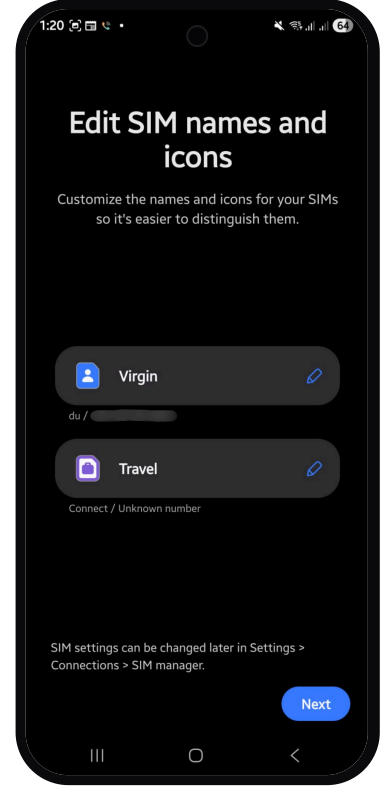 1:20
64
Edit SIM names and
icons
Customize the names and icons for your SIMs
so it's easier to distinguish them.
Virgin
du /
Travel
Connect / Unknown number
SIM settings can be changed later in Settings >
Connections > SIM manager.
Next